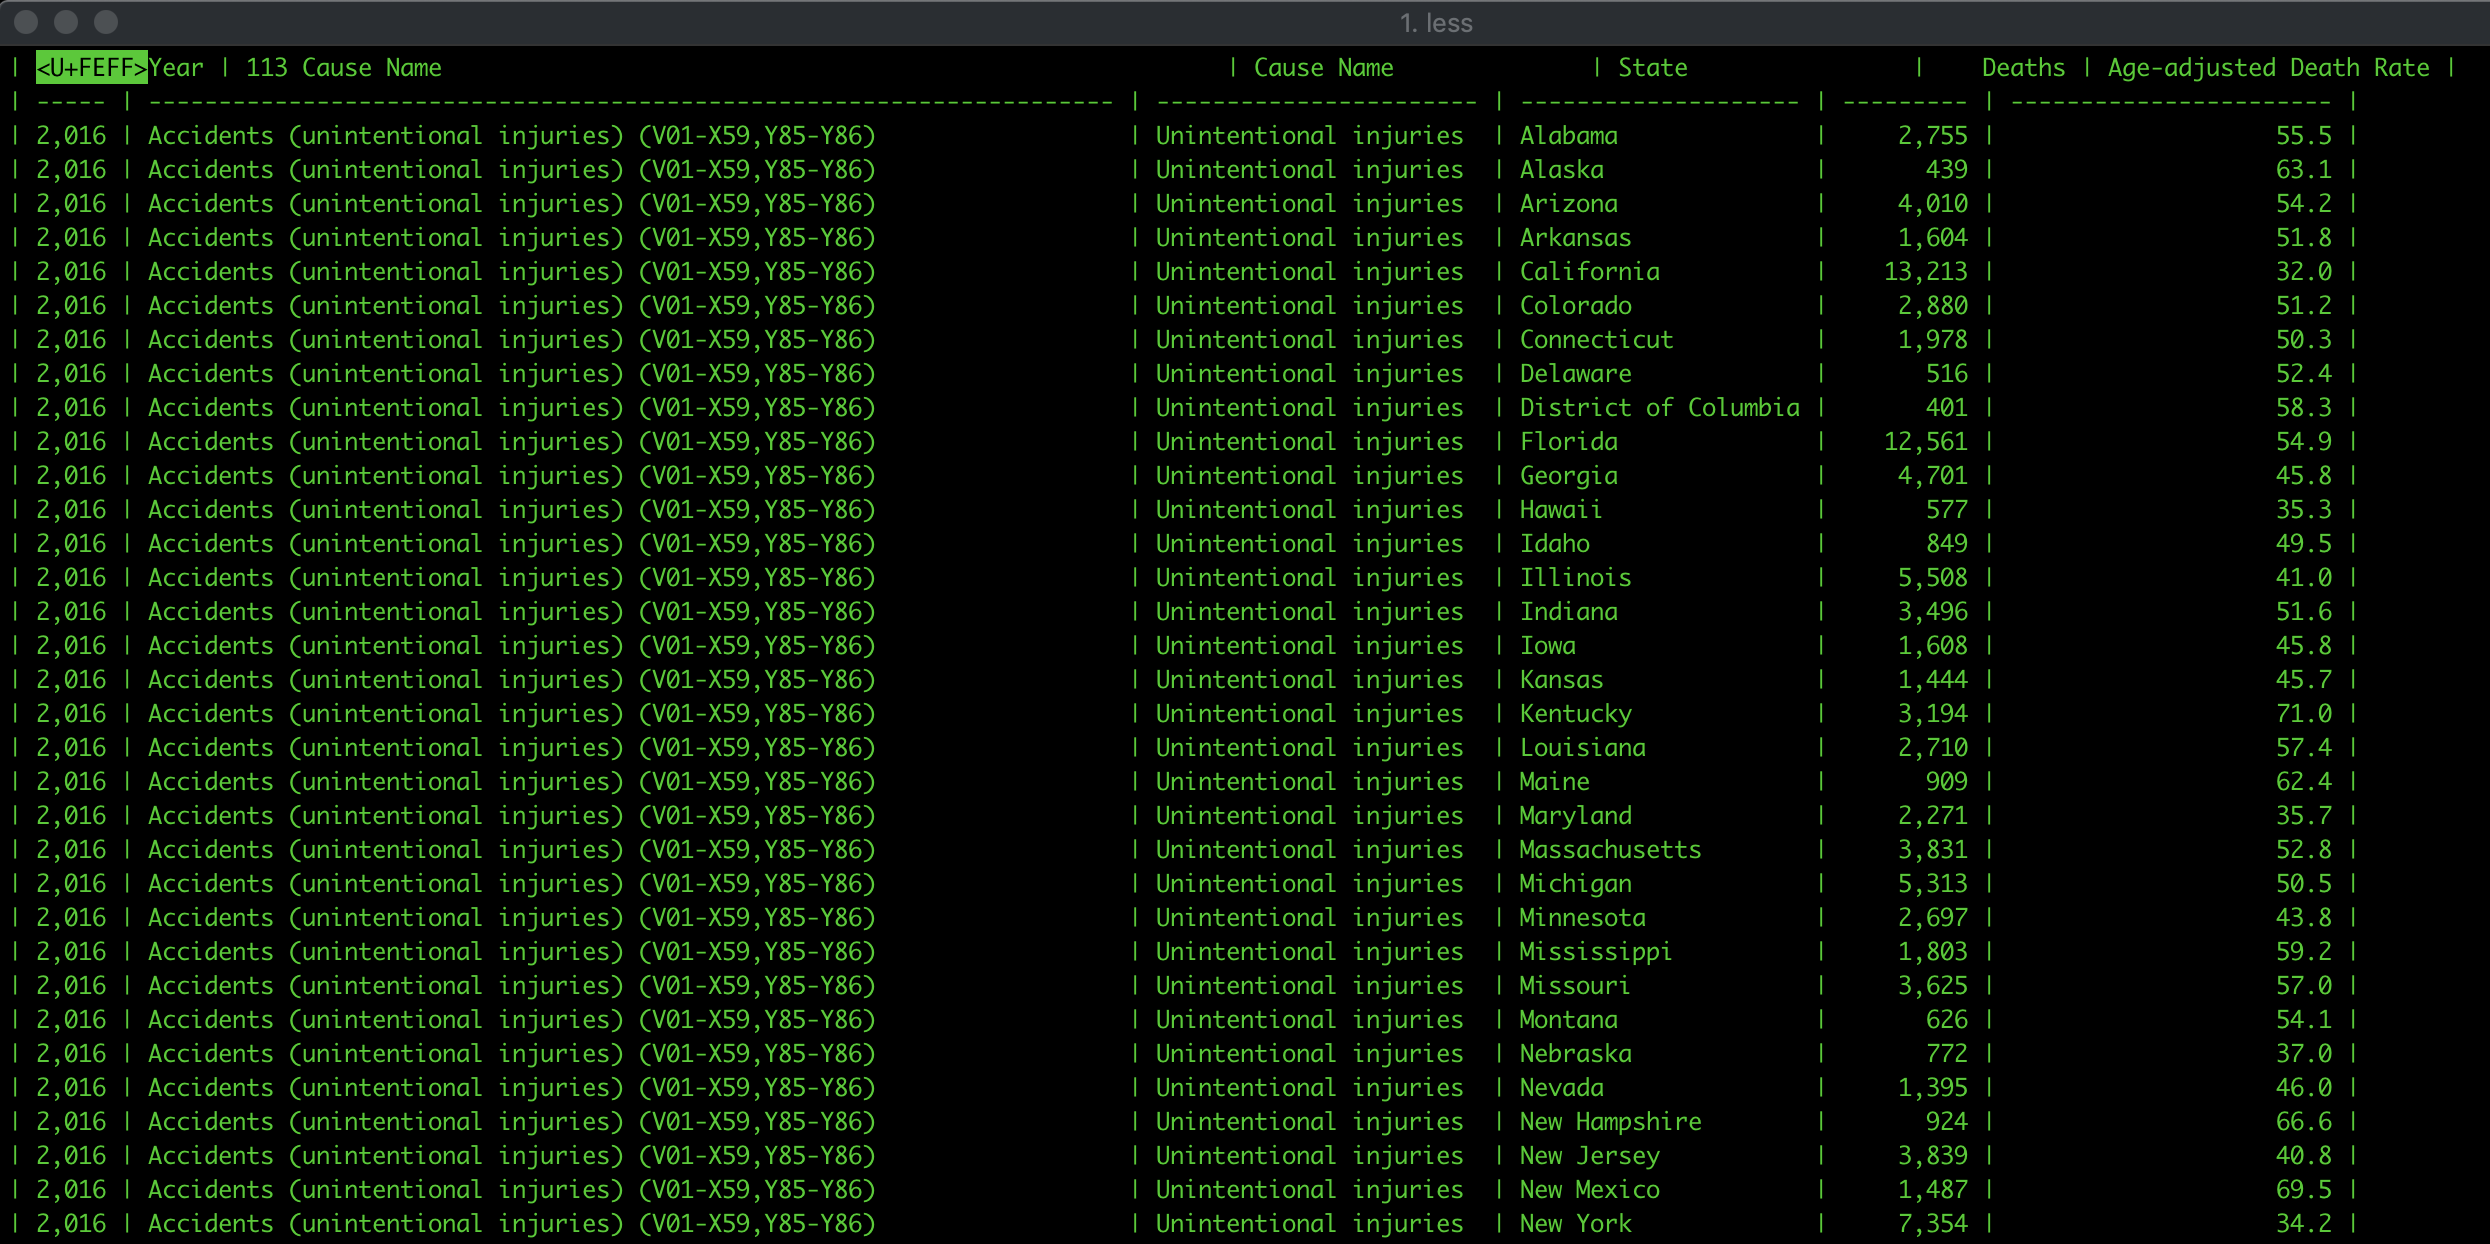 1. less
| <U+FEFF>Year | 113 Cause Name | Cause Name | State | Deaths | Age-adjusted Death Rate |
| ----- | --------------------------------------------------------------------- | ----------------------- | -------------------- | --------- | ----------------------- |
| 2,016 | Accidents (unintentional injuries) (V01-X59,Y85-Y86) | Unintentional injuries | Alabama | 2,755 | 55.5 |
| 2,016 | Accidents (unintentional injuries) (V01-X59,Y85-Y86) | Unintentional injuries | Alaska | 439 | 63.1 |
| 2,016 | Accidents (unintentional injuries) (V01-X59,Y85-Y86) | Unintentional injuries | Arizona | 4,010 | 54.2 |
| 2,016 | Accidents (unintentional injuries) (V01-X59,Y85-Y86) | Unintentional injuries | Arkansas | 1,604 | 51.8 |
| 2,016 | Accidents (unintentional injuries) (V01-X59,Y85-Y86) | Unintentional injuries | California | 13,213 | 32.0 |
| 2,016 | Accidents (unintentional injuries) (V01-X59,Y85-Y86) | Unintentional injuries | Colorado | 2,880 | 51.2 |
| 2,016 | Accidents (unintentional injuries) (V01-X59,Y85-Y86) | Unintentional injuries | Connecticut | 1,978 | 50.3 |
| 2,016 | Accidents (unintentional injuries) (V01-X59,Y85-Y86) | Unintentional injuries | Delaware | 516 | 52.4 |
| 2,016 | Accidents (unintentional injuries) (V01-X59,Y85-Y86) | Unintentional injuries | District of Columbia | 401 | 58.3 |
| 2,016 | Accidents (unintentional injuries) (V01-X59,Y85-Y86) | Unintentional injuries | Florida | 12,561 | 54.9 |
| 2,016 | Accidents (unintentional injuries) (V01-X59,Y85-Y86) | Unintentional injuries | Georgia | 4,701 | 45.8 |
| 2,016 | Accidents (unintentional injuries) (V01-X59,Y85-Y86) | Unintentional injuries | Hawaii | 577 | 35.3 |
| 2,016 | Accidents (unintentional injuries) (V01-X59,Y85-Y86) | Unintentional injuries | Idaho | 849 | 49.5 |
| 2,016 | Accidents (unintentional injuries) (V01-X59,Y85-Y86) | Unintentional injuries | Illinois | 5,508 | 41.0 |
| 2,016 | Accidents (unintentional injuries) (V01-X59,Y85-Y86) | Unintentional injuries | Indiana | 3,496 | 51.6 |
| 2,016 | Accidents (unintentional injuries) (V01-X59,Y85-Y86) | Unintentional injuries | Iowa | 1,608 | 45.8 |
| 2,016 | Accidents (unintentional injuries) (V01-X59,Y85-Y86) | Unintentional injuries | Kansas | 1,444 | 45.7 |
| 2,016 | Accidents (unintentional injuries) (V01-X59,Y85-Y86) | Unintentional injuries | Kentucky | 3,194 | 71.0 |
| 2,016 | Accidents (unintentional injuries) (V01-X59,Y85-Y86) | Unintentional injuries | Louisiana | 2,710 | 57.4 |
| 2,016 | Accidents (unintentional injuries) (V01-X59,Y85-Y86) | Unintentional injuries | Maine | 909 | 62.4 |
| 2,016 | Accidents (unintentional injuries) (V01-X59,Y85-Y86) | Unintentional injuries | Maryland | 2,271 | 35.7 |
| 2,016 | Accidents (unintentional injuries) (V01-X59,Y85-Y86) | Unintentional injuries | Massachusetts | 3,831 | 52.8 |
| 2,016 | Accidents (unintentional injuries) (V01-X59,Y85-Y86) | Unintentional injuries | Michigan | 5,313 | 50.5 |
| 2,016 | Accidents (unintentional injuries) (V01-X59,Y85-Y86) | Unintentional injuries | Minnesota | 2,697 | 43.8 |
| 2,016 | Accidents (unintentional injuries) (V01-X59,Y85-Y86) | Unintentional injuries | Mississippi | 1,803 | 59.2 |
| 2,016 | Accidents (unintentional injuries) (V01-X59,Y85-Y86) | Unintentional injuries | Missouri | 3,625 | 57.0 |
| 2,016 | Accidents (unintentional injuries) (V01-X59,Y85-Y86) | Unintentional injuries | Montana | 626 | 54.1 |
| 2,016 | Accidents (unintentional injuries) (V01-X59,Y85-Y86) | Unintentional injuries | Nebraska | 772 | 37.0 |
| 2,016 | Accidents (unintentional injuries) (V01-X59,Y85-Y86) | Unintentional injuries | Nevada | 1,395 | 46.0 |
| 2,016 | Accidents (unintentional injuries) (V01-X59,Y85-Y86) | Unintentional injuries | New Hampshire | 924 | 66.6 |
| 2,016 | Accidents (unintentional injuries) (V01-X59,Y85-Y86) | Unintentional injuries | New Jersey | 3,839 | 40.8 |
| 2,016 | Accidents (unintentional injuries) (V01-X59,Y85-Y86) | Unintentional injuries | New Mexico | 1,487 | 69.5 |
| 2,016 | Accidents (unintentional injuries) (V01-X59,Y85-Y86) | Unintentional injuries | New York | 7,354 | 34.2 |